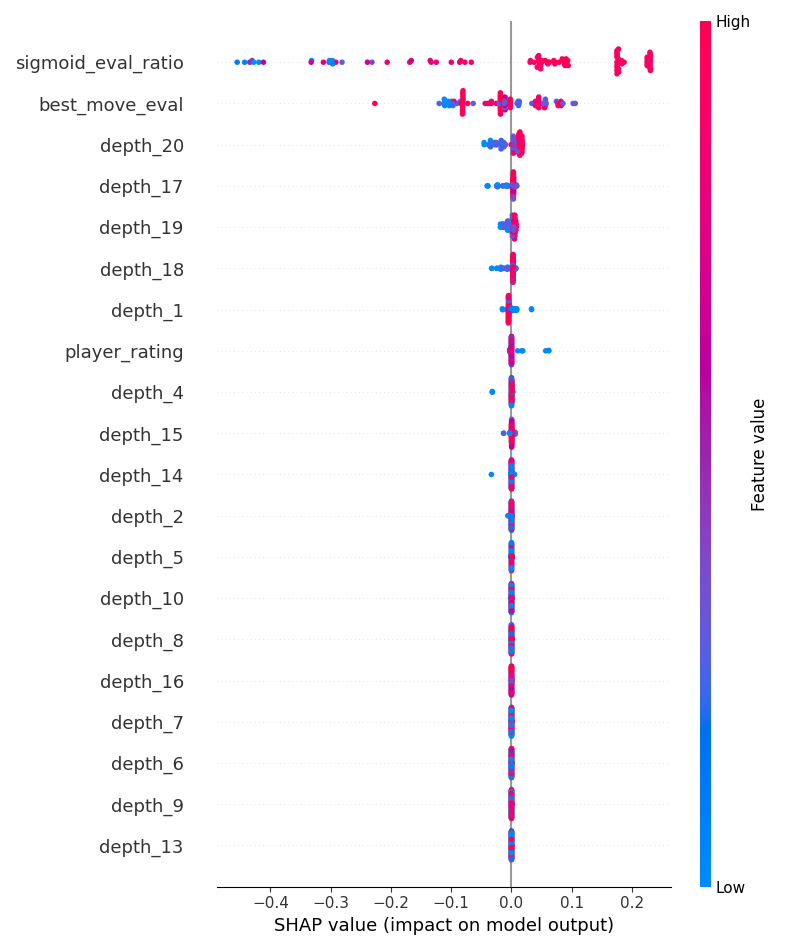 High
sigmoid_eval_ratio
best_move_eval
depth_20
depth_17
depth_19
depth_18
depth_1
player_rating
depth_4
depth_15
depth_14
depth_2
depth_5
depth_10
depth_8
depth_16
depth_7
depth_6
depth_9
depth_13
Feature value
Low
−0.4 −0.3 −0.2 −0.1 0.0 0.1 0.2
SHAP value (impact on model output)